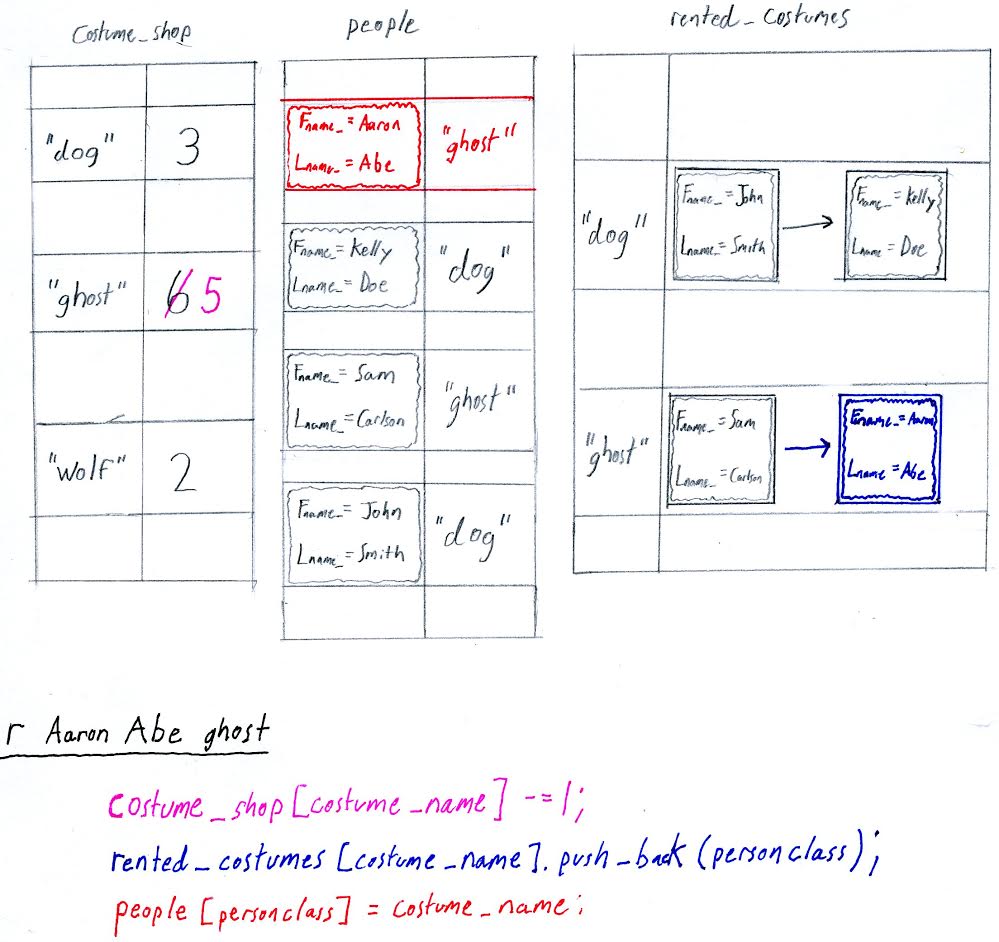 Costume_shop
"dog" 3
"ghost" 6 5
"wolf" 2
people
Fname_ = Aaron
Lname_ = Abe
"ghost"
Fname_ = Kelly
Lname_ = Doe
"dog"
Fname_ = Sam
Lname_ = Carlson
"ghost"
Fname_ = John
Lname_ = Smith
"dog"
rented_costumes
"dog"
Fname_ = John
Lname_ = Smith
Fname_ = Kelly
Lname_ = Doe
"ghost"
Fname_ = Sam
Lname_ = Carlson
Fname_ = Aaron
Lname_ = Abe
r Aaron Abe ghost
costume_shop[costume_name] -=1;
rented_costumes[costume_name].push_back(personclass);
people[personclass] = costume_name;